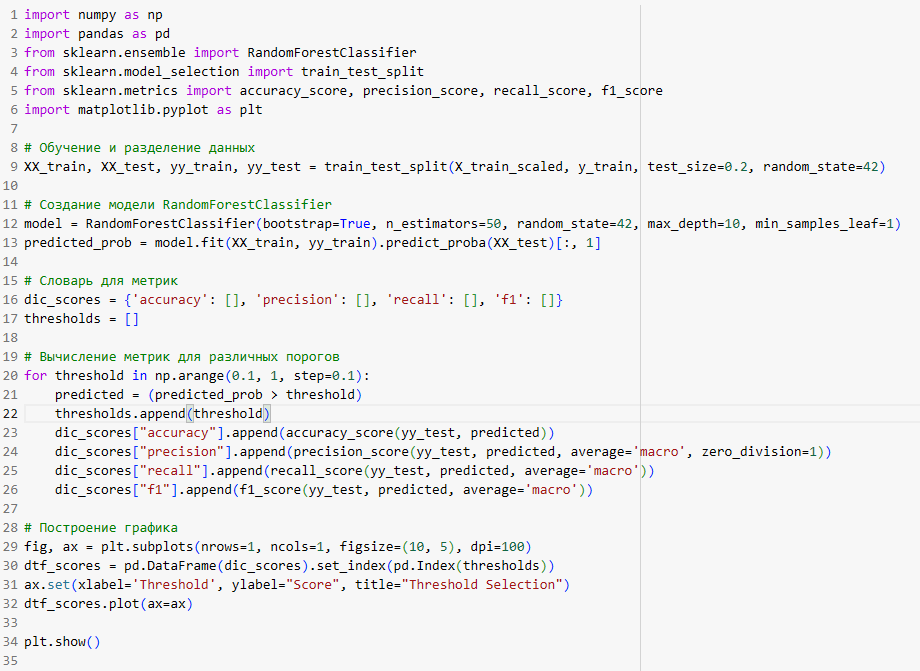 1 import numpy as np
2 import pandas as pd
3 from sklearn.ensemble import RandomForestClassifier
4 from sklearn.model_selection import train_test_split
5 from sklearn.metrics import accuracy_score, precision_score, recall_score, f1_score
6 import matplotlib.pyplot as plt
7
8 # Обучение и разделение данных
9 XX_train, XX_test, yy_train, yy_test = train_test_split(X_train_scaled, y_train, test_size=0.2, random_state=42)
10
11 # Создание модели RandomForestClassifier
12 model = RandomForestClassifier(bootstrap=True, n_estimators=50, random_state=42, max_depth=10, min_samples_leaf=1)
13 predicted_prob = model.fit(XX_train, yy_train).predict_proba(XX_test)[:, 1]
14
15 # Словарь для метрик
16 dic_scores = {'accuracy': [], 'precision': [], 'recall': [], 'f1': []}
17 thresholds = []
18
19 # Вычисление метрик для различных порогов
20 for threshold in np.arange(0.1, 1, step=0.1):
21     predicted = (predicted_prob > threshold)
22     thresholds.append(threshold)
23     dic_scores["accuracy"].append(accuracy_score(yy_test, predicted))
24     dic_scores["precision"].append(precision_score(yy_test, predicted, average='macro', zero_division=1))
25     dic_scores["recall"].append(recall_score(yy_test, predicted, average='macro'))
26     dic_scores["f1"].append(f1_score(yy_test, predicted, average='macro'))
27
28 # Построение графика
29 fig, ax = plt.subplots(nrows=1, ncols=1, figsize=(10, 5), dpi=100)
30 dtf_scores = pd.DataFrame(dic_scores).set_index(pd.Index(thresholds))
31 ax.set(xlabel='Threshold', ylabel="Score", title="Threshold Selection")
32 dtf_scores.plot(ax=ax)
33
34 plt.show()
35